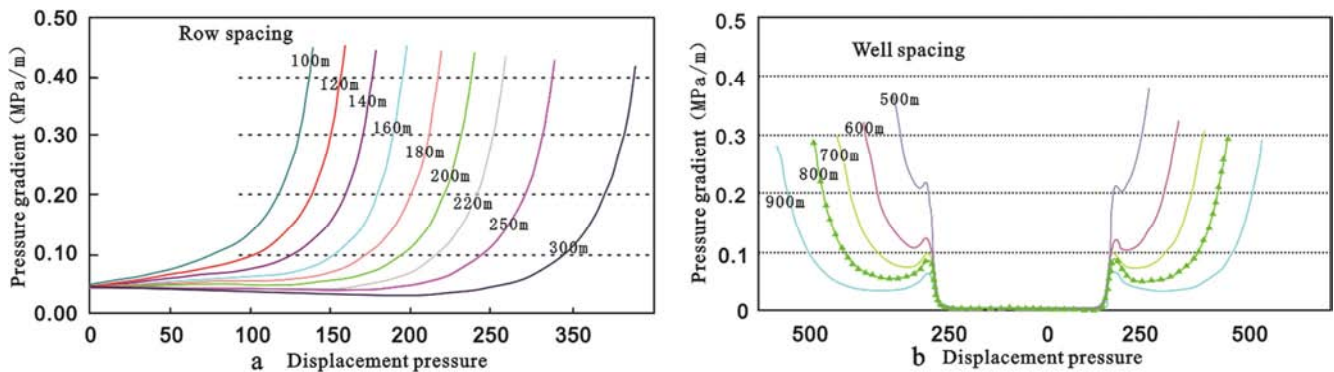 0.50
0.40
0.30
0.20
0.10
0.00
Pressure gradient (MPa/m)
Row spacing
100m
120m
140m
160m
180m
200m
220m
250m
300m
0 50 100 150 200 250 350
a Displacement pressure
0.5
0.4
0.3
0.2
0.1
0
Pressure gradient (MPa/m)
Well spacing
500m
600m
700m
800m
900m
500 250 0 250 500
b Displacement pressure